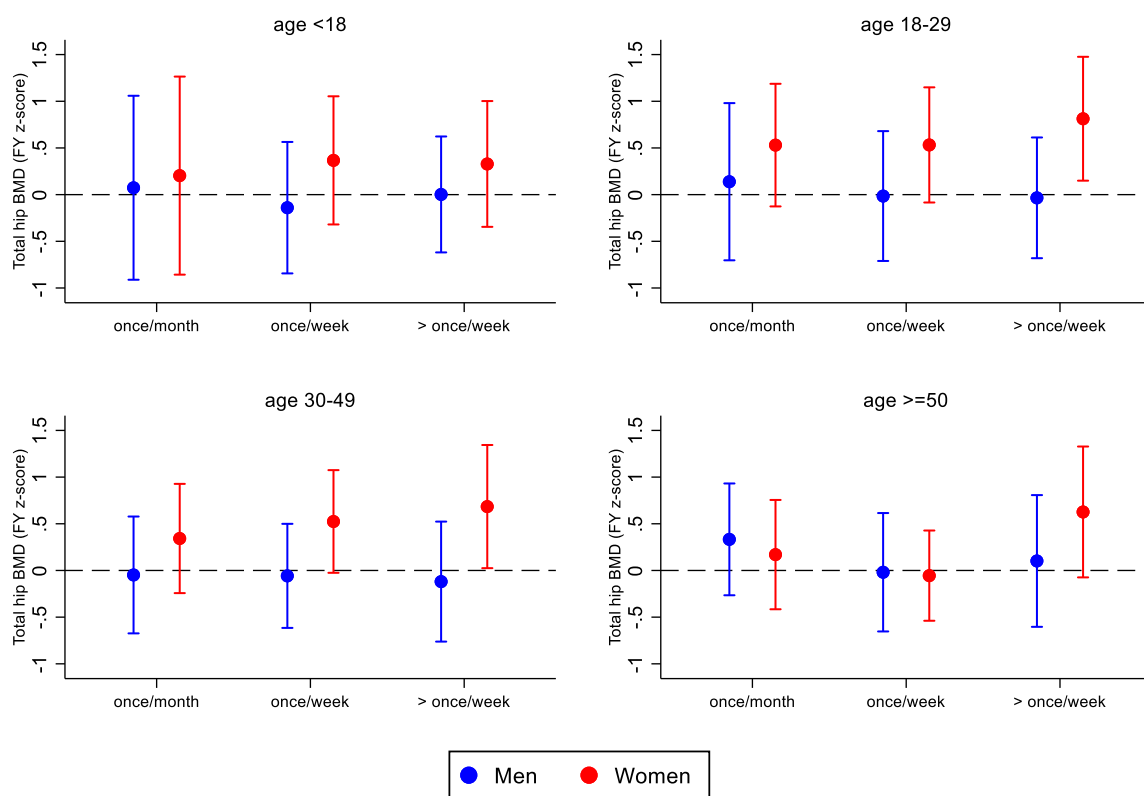 age <18
Total hip BMD (FY z-score)
1.5
1
.5
0
-.5
-1
once/month once/week > once/week
age 18-29
Total hip BMD (FY z-score)
1.5
1
.5
0
-.5
-1
once/month once/week > once/week
age 30-49
Total hip BMD (FY z-score)
1.5
1
.5
0
-.5
-1
once/month once/week > once/week
age >=50
Total hip BMD (FY z-score)
1.5
1
.5
0
-.5
-1
once/month once/week > once/week
Men Women